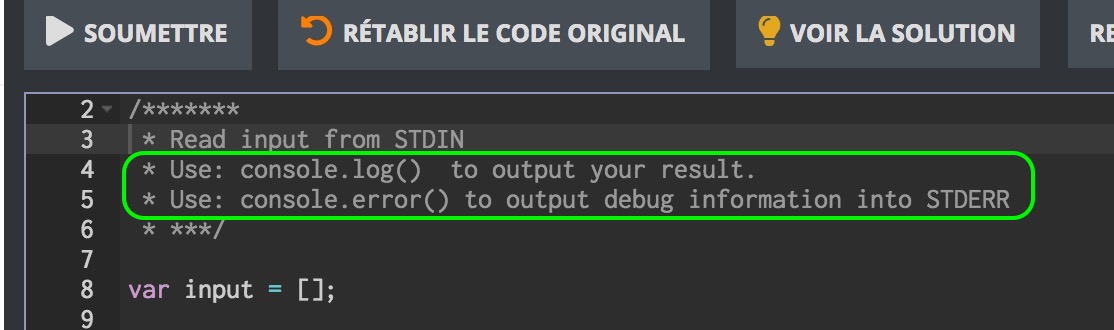 SOUMETTRE RÉTABLIR LE CODE ORIGINAL VOIR LA SOLUTION RE
2 /*******
3 * Read input from STDIN
4 * Use: console.log()  to output your result.
5 * Use: console.error() to output debug information into STDERR
6 * ***/
7
8 var input = [];
9